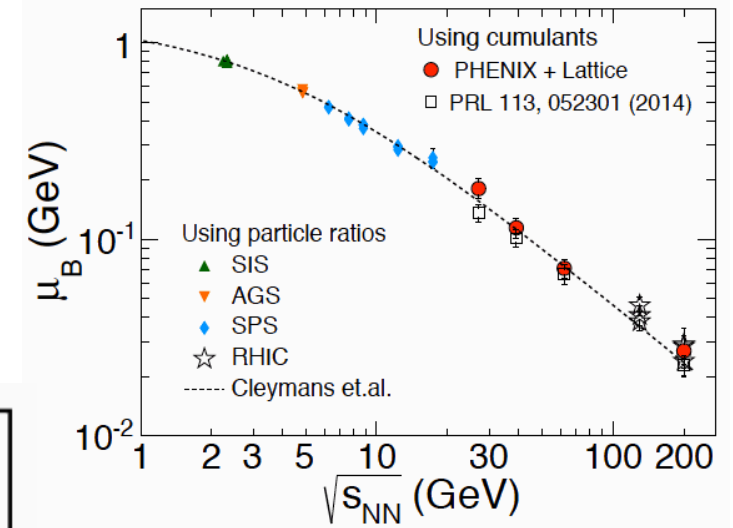 Using cumulants
PHENIX + Lattice
PRL 113, 052301 (2014)
Using particle ratios
SIS
AGS
SPS
RHIC
Cleymans et.al.
μB (GeV)
1
10-1
10-2
1 2 3 5 10 30 100 200
√sNN (GeV)